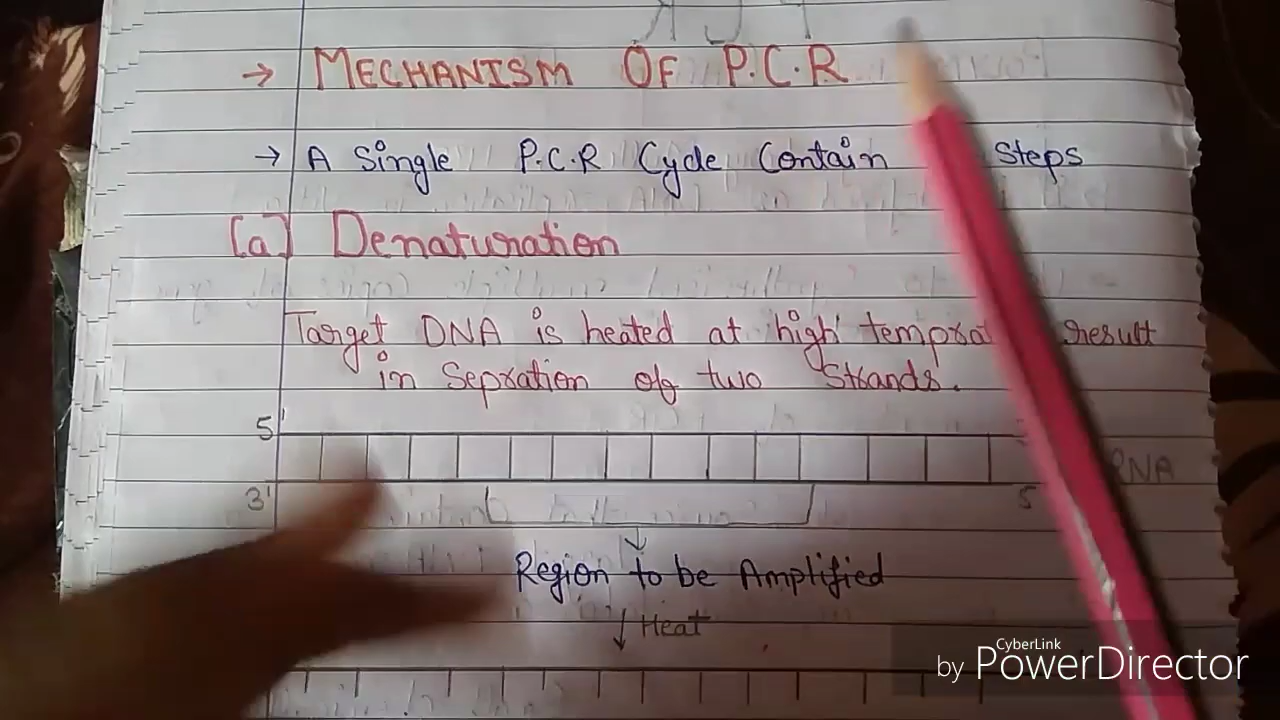 → MECHANISM OF P.C.R
→ A Single P.C.R Cycle Contain Steps
[a] Denaturation
Target DNA is heated at high result
in Sepration of two Strands.
5'
3' 5
Region to be Amplified
↓ Heat
CyberLink
by PowerDirector